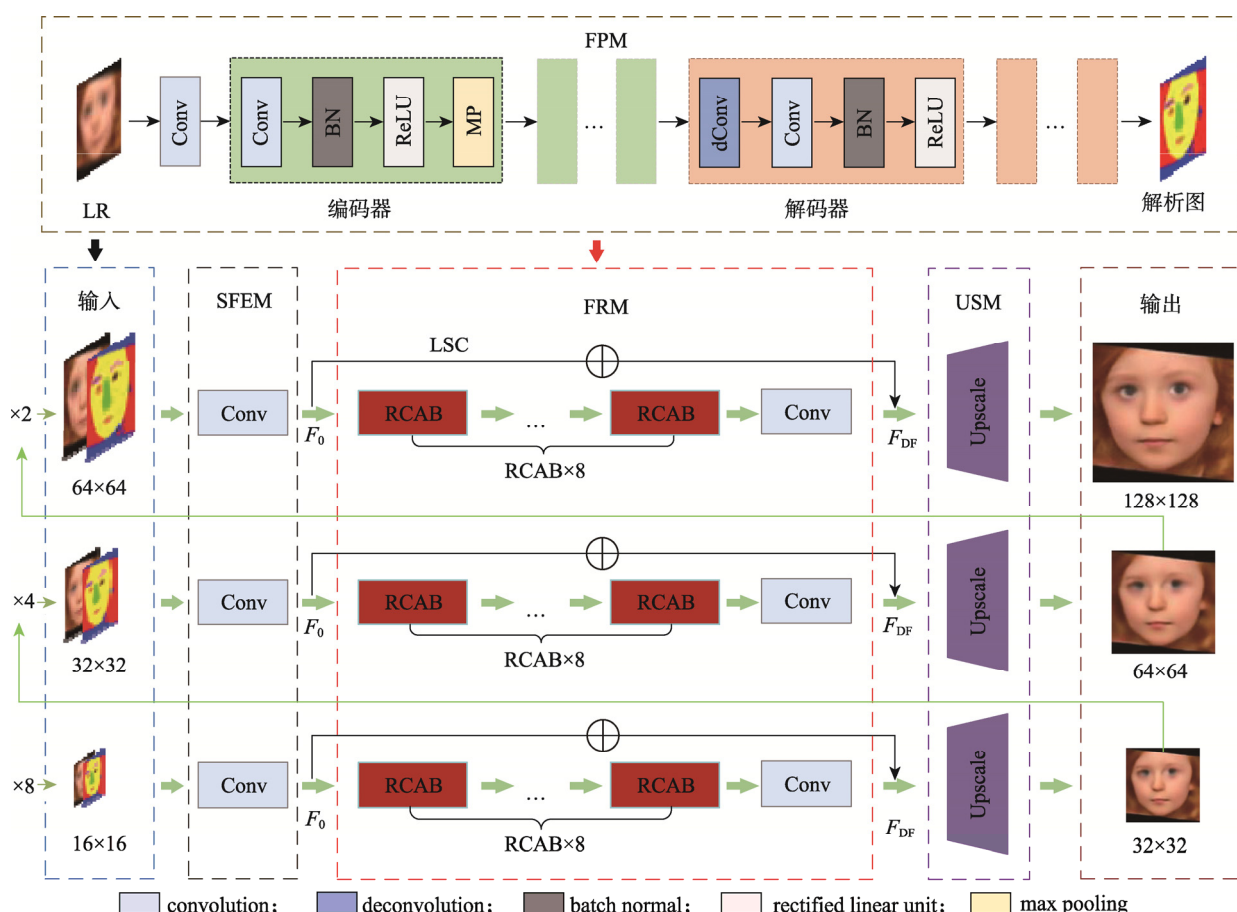 FPM
Conv
Conv
BN
ReLU
MP
...
dConv
Conv
BN
ReLU
...
LR
编码器
解码器
解析图
输入
SFEM
FRM
USM
输出
LSC
×2
Conv
F0
RCAB
...
RCAB
Conv
FDF
Upscale
RCAB×8
64×64
128×128
×4
Conv
F0
RCAB
...
RCAB
Conv
FDF
Upscale
RCAB×8
32×32
64×64
×8
Conv
F0
RCAB
...
RCAB
Conv
FDF
Upscale
RCAB×8
16×16
32×32
convolution; deconvolution; batch normal; rectified linear unit; max pooling